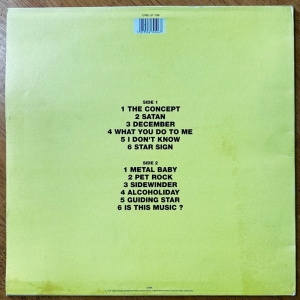 SIDE 1
1 THE CONCEPT
2 SATAN
3 DECEMBER
4 WHAT YOU DO TO ME
5 I DON'T KNOW
6 STAR SIGN
SIDE 2
1 METAL BABY
2 PET ROCK
3 SIDEWINDER
4 ALCOHOLIDAY
5 GUIDING STAR
6 IS THIS MUSIC ?